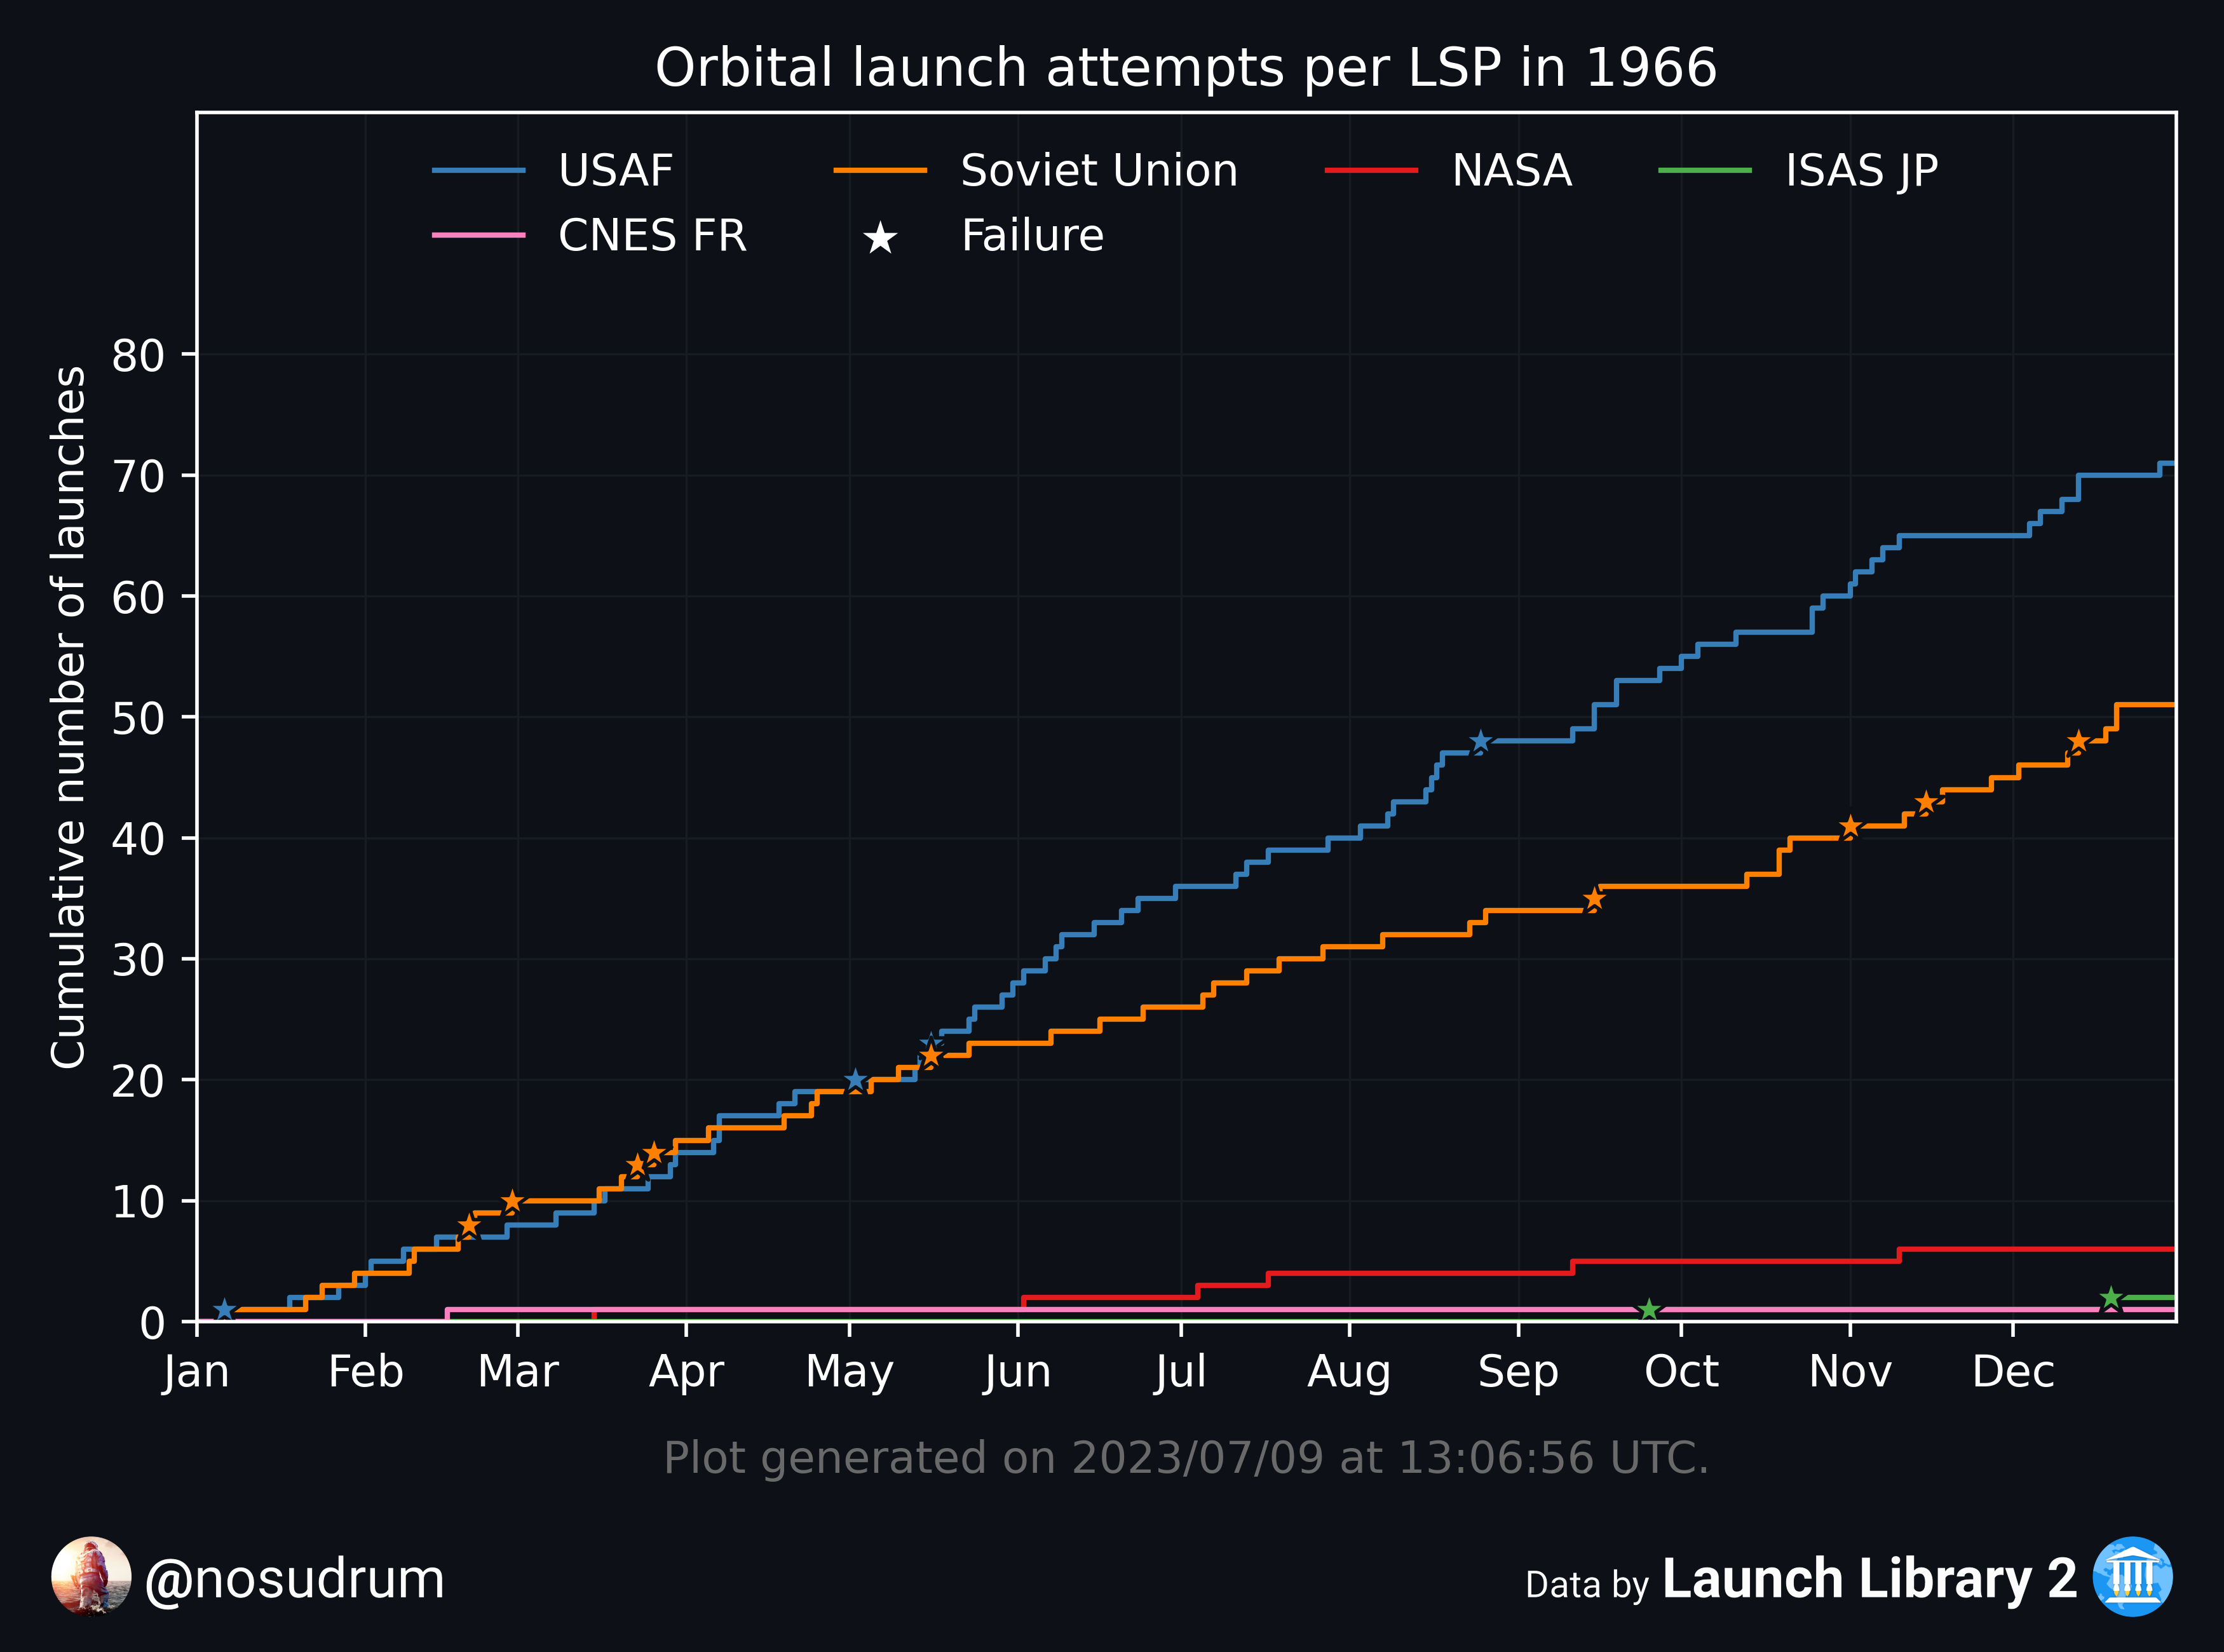 Orbital launch attempts per LSP in 1966
USAF Soviet Union NASA ISAS JP
CNES FR Failure
Cumulative number of launches
80
70
60
50
40
30
20
10
0
Jan Feb Mar Apr May Jun Jul Aug Sep Oct Nov Dec
Plot generated on 2023/07/09 at 13:06:56 UTC.
@nosudrum
Data by Launch Library 2